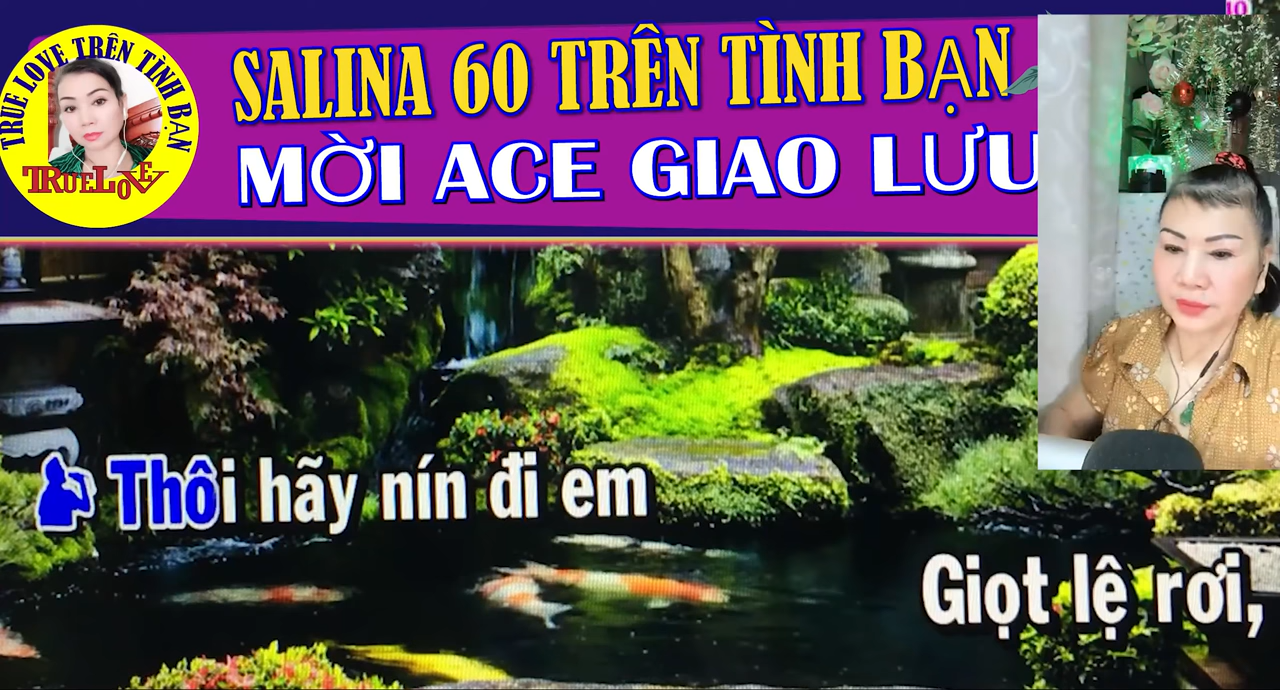 TRUE LOVE TRÊN TÌNH BẠN
TRUELOVE
SALINA 60 TRÊN TÌNH BẠN
MỜI ACE GIAO LƯU
10
Thôi hãy nín đi em
Giọt lệ rơi,